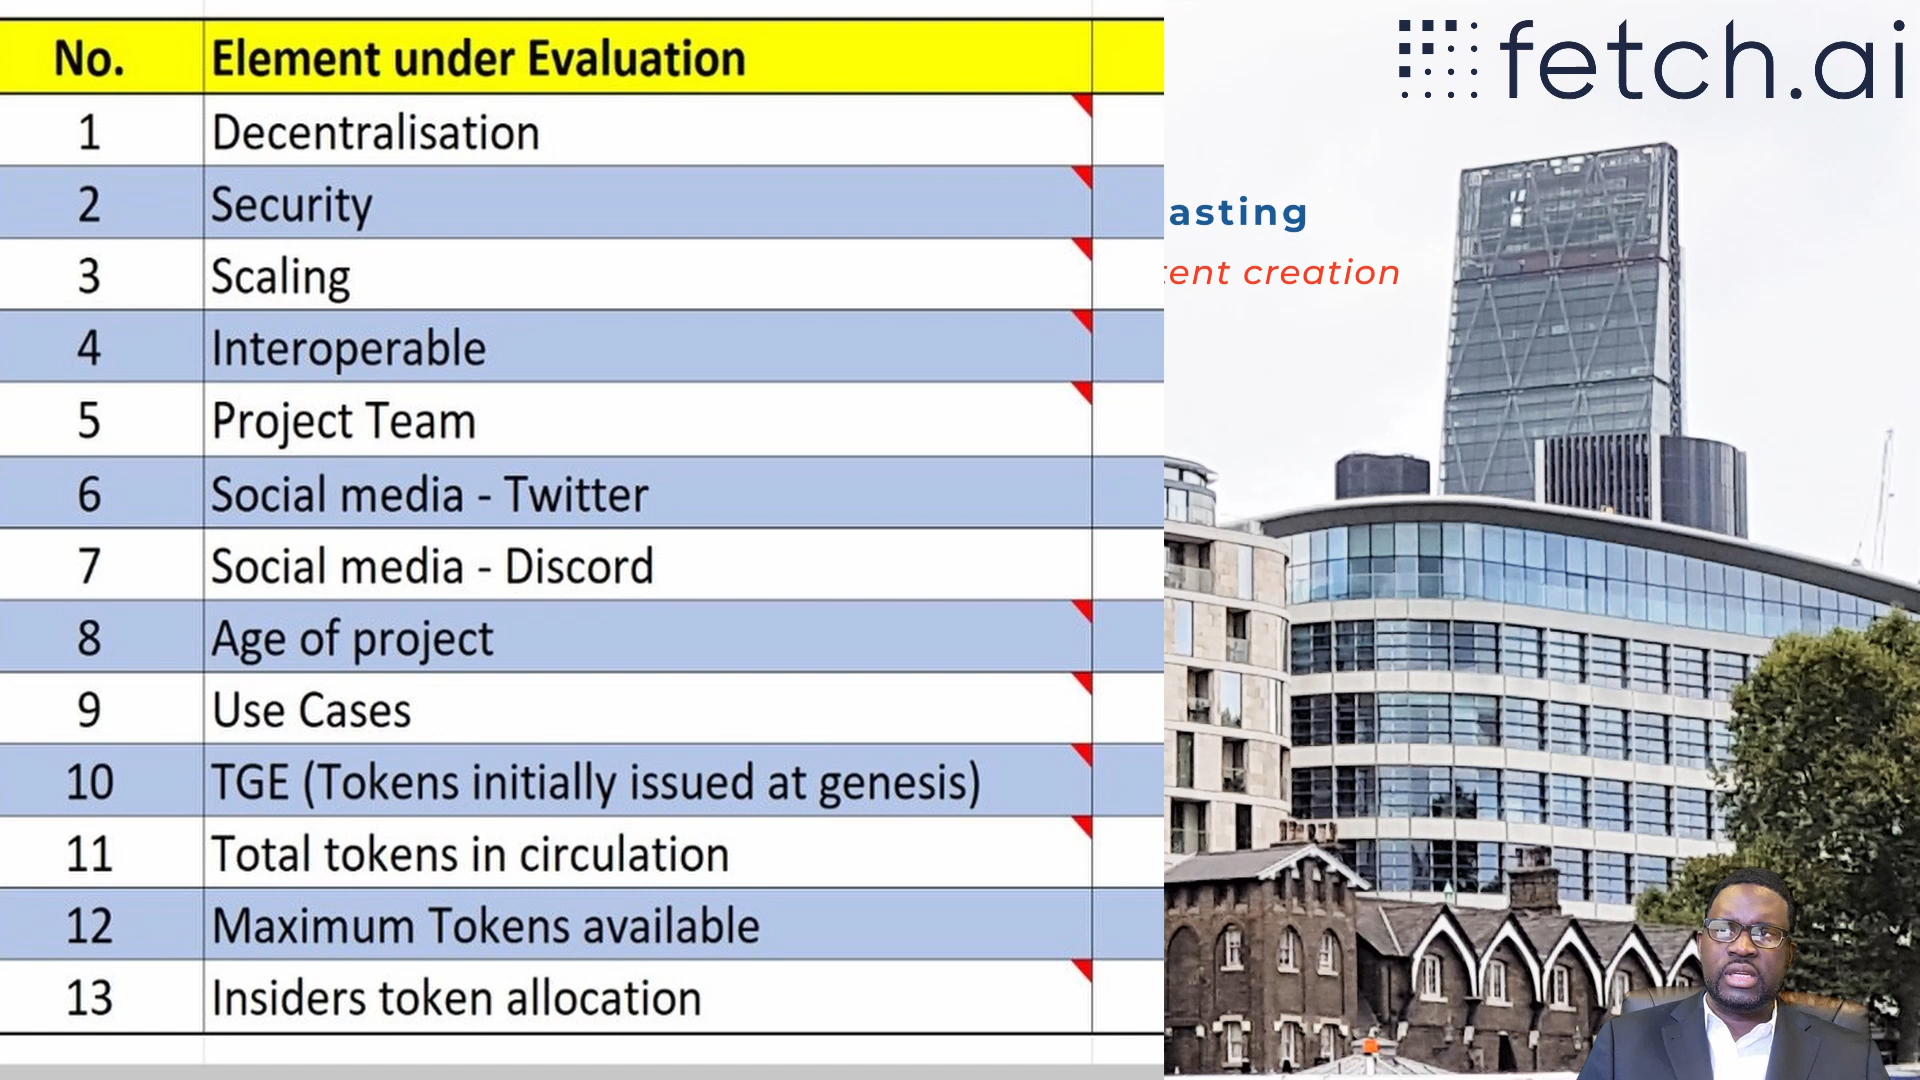 No. Element under Evaluation
1 Decentralisation
2 Security
3 Scaling
4 Interoperable
5 Project Team
6 Social media - Twitter
7 Social media - Discord
8 Age of project
9 Use Cases
10 TGE (Tokens initially issued at genesis)
11 Total tokens in circulation
12 Maximum Tokens available
13 Insiders token allocation
fetch.ai
asting
tent creation